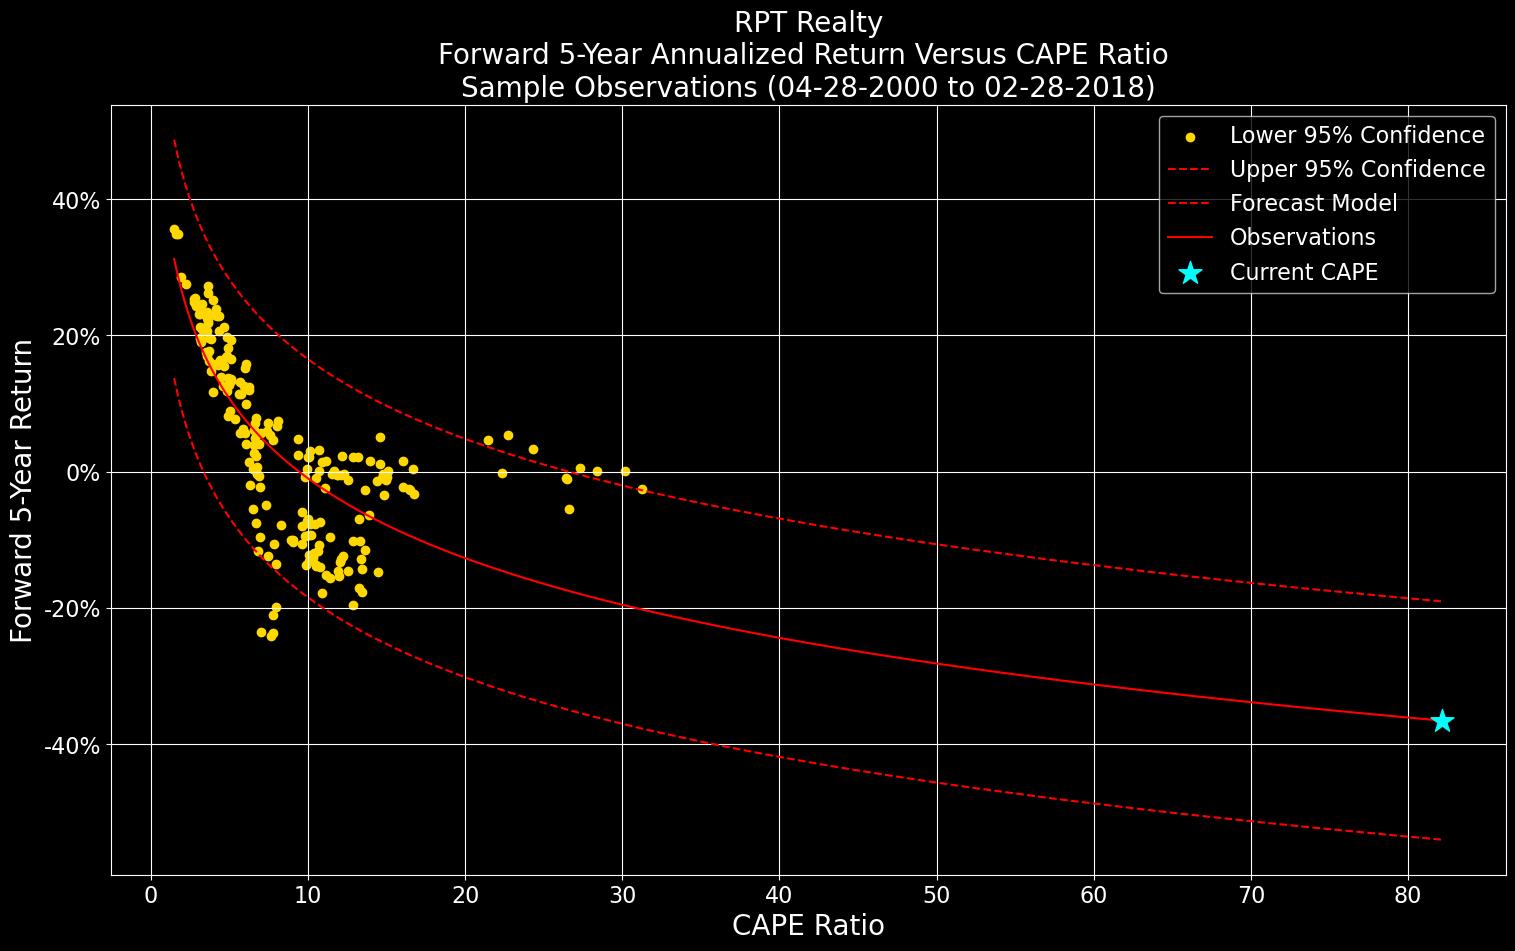 RPT Realty
Forward 5-Year Annualized Return Versus CAPE Ratio
Sample Observations (04-28-2000 to 02-28-2018)
Lower 95% Confidence
Upper 95% Confidence
Forecast Model
Observations
Current CAPE
Forward 5-Year Return
40%
20%
0%
-20%
-40%
0 10 20 30 40 50 60 70 80
CAPE Ratio